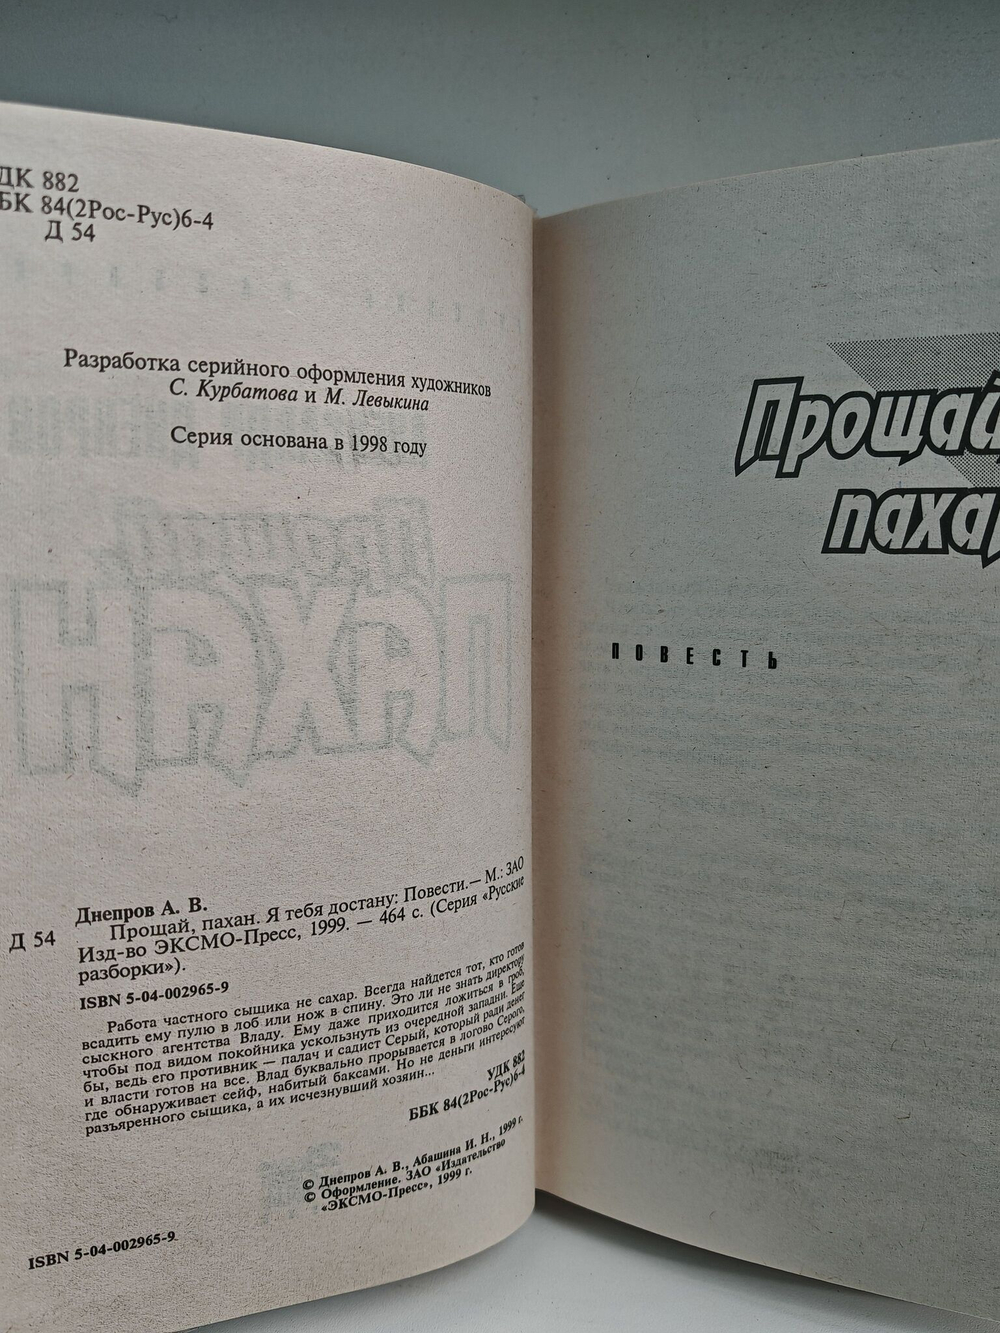 УДК 882
ББК 84(2Рос-Рус)6-4
Д 54
Разработка серийного оформления художников
С. Курбатова и М. Левыкина
Серия основана в 1998 году
Днепров А. В.
Д 54 Прощай, пахан. Я тебя достану: Повести.— М.: ЗАО
Изд-во ЭКСМО-Пресс, 1999. — 464 с. (Серия «Русские
разборки»).
ISBN 5-04-002965-9
Работа частного сыщика не сахар. Всегда найдется тот, кто готов
всадить ему пулю в лоб или нож в спину. Это ли не знать директору
сыскного агентства Владу. Ему даже приходится ложиться в гроб,
чтобы под видом покойника ускользнуть из очередной западни. Еще
бы, ведь его противник — палач и садист Серый, который ради денег
и власти готов на все. Влад буквально прорывается в логово Серого,
где обнаруживает сейф, набитый баксами. Но не деньги интересуют
разъяренного сыщика, а их исчезнувший хозяин...
УДК 882
ББК 84(2Рос-Рус)6-4
© Днепров А. В., Абашина И. Н., 1999 г.
© Оформление. ЗАО «Издательство
«ЭКСМО-Пресс», 1999 г.
ISBN 5-04-002965-9
Прощай
паха
ПОВЕСТЬ